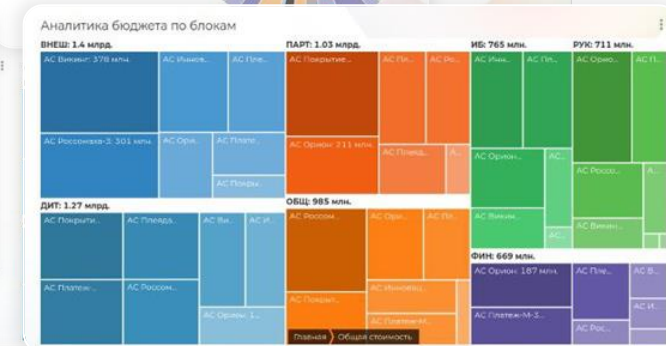 Аналитика бюджета по блокам
ВНЕШ: 1.4 млрд.
АС Викинг: 378 млн.
АС Иннов...
АС Пле...
АС Россомаха-3: 301 млн.
АС Ори...
АС Плате...
АС Покры...
ПАРТ: 1.03 млрд.
АС Покрытие...
АС Пл...
АС Ро...
АС Орион: 211 млн.
АС Плеяд...
А...
ИБ: 765 млн.
АС Инн...
АС Пл...
АС Орион...
АС...
АС Викин...
АС...
РУК: 711 млн.
АС Орио...
АС П...
АС Россо...
А...
АС Викин...
ДИТ: 1.27 млрд.
АС Покрыти...
АС Плеяда...
АС Ви...
АС И...
АС Платеж-...
АС Россом...
АС Орион: 1...
ОБЩ: 985 млн.
АС Россом...
АС Ори...
АС Пл...
АС Инновац...
АС Покрыт...
АС Платеж-М...
Главная
Общая стоимость
ФИН: 669 млн.
АС Орион: 187 млн.
АС Пле...
АС В...
АС Платеж-М-3...
АС И...
АС Рос...